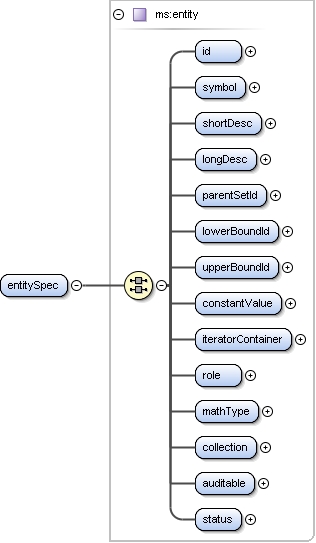 ms:entity
id
symbol
shortDesc
longDesc
parentSetId
lowerBoundId
upperBoundId
entitySpec
constantValue
iteratorContainer
role
mathType
collection
auditable
status